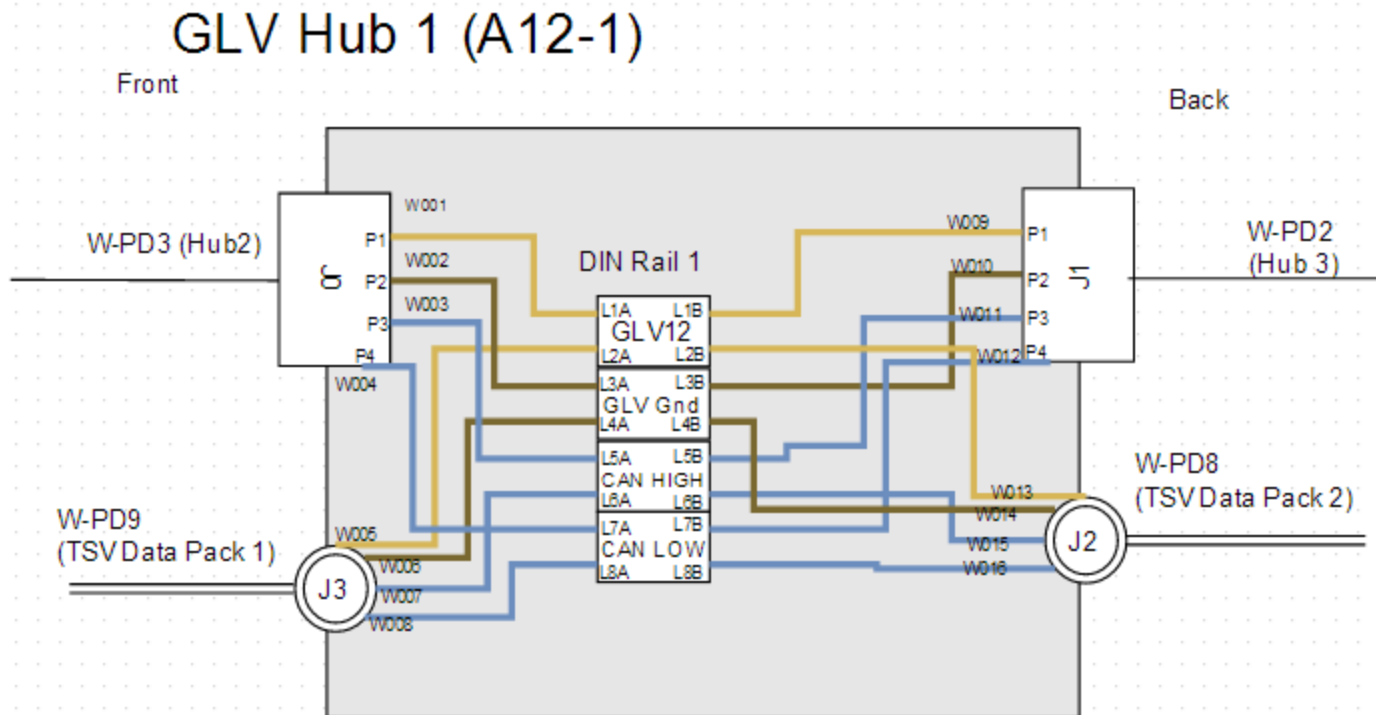 GLV Hub 1 (A12-1)
Front
Back
W001
W-PD3 (Hub2)
P1
W002
P2
W003
P3
P4
W004
J0
DIN Rail 1
L1A
L1B
GLV12
L2A
L2B
L3A
L3B
GLV Gnd
L4A
L4B
L5A
L5B
CAN HIGH
L6A
L6B
L7A
L7B
CAN LOW
L8A
L8B
W009
P1
W010
P2
W011
P3
W012
P4
J1
W-PD2
(Hub 3)
W-PD9
(TSV Data Pack 1)
W005
W006
W007
W008
J3
W013
W014
W015
W016
J2
W-PD8
(TSV Data Pack 2)